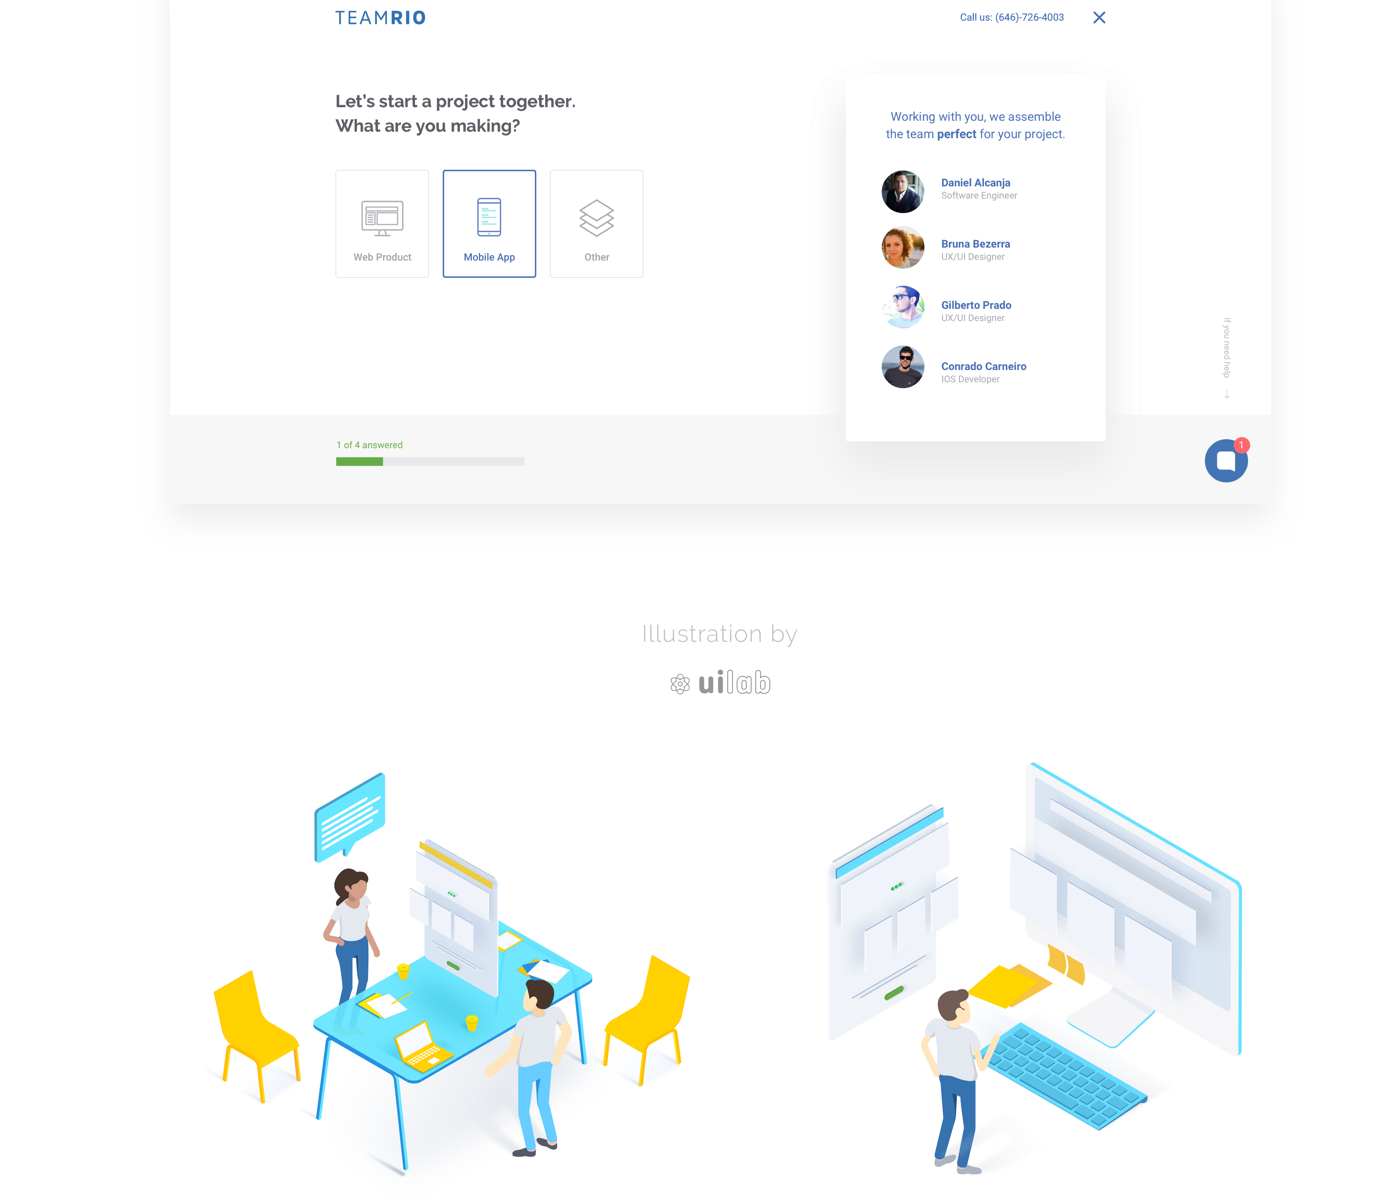 TEAMRIO
Call us: (646)-726-4003
Let's start a project together.
What are you making?
Web Product
Mobile App
Other
Working with you, we assemble
the team perfect for your project.
Daniel Alcanja
Software Engineer
Bruna Bezerra
UX/UI Designer
Gilberto Prado
UX/UI Designer
Conrado Carneiro
IOS Developer
If you need help
1 of 4 answered
1
Illustration by
uilab